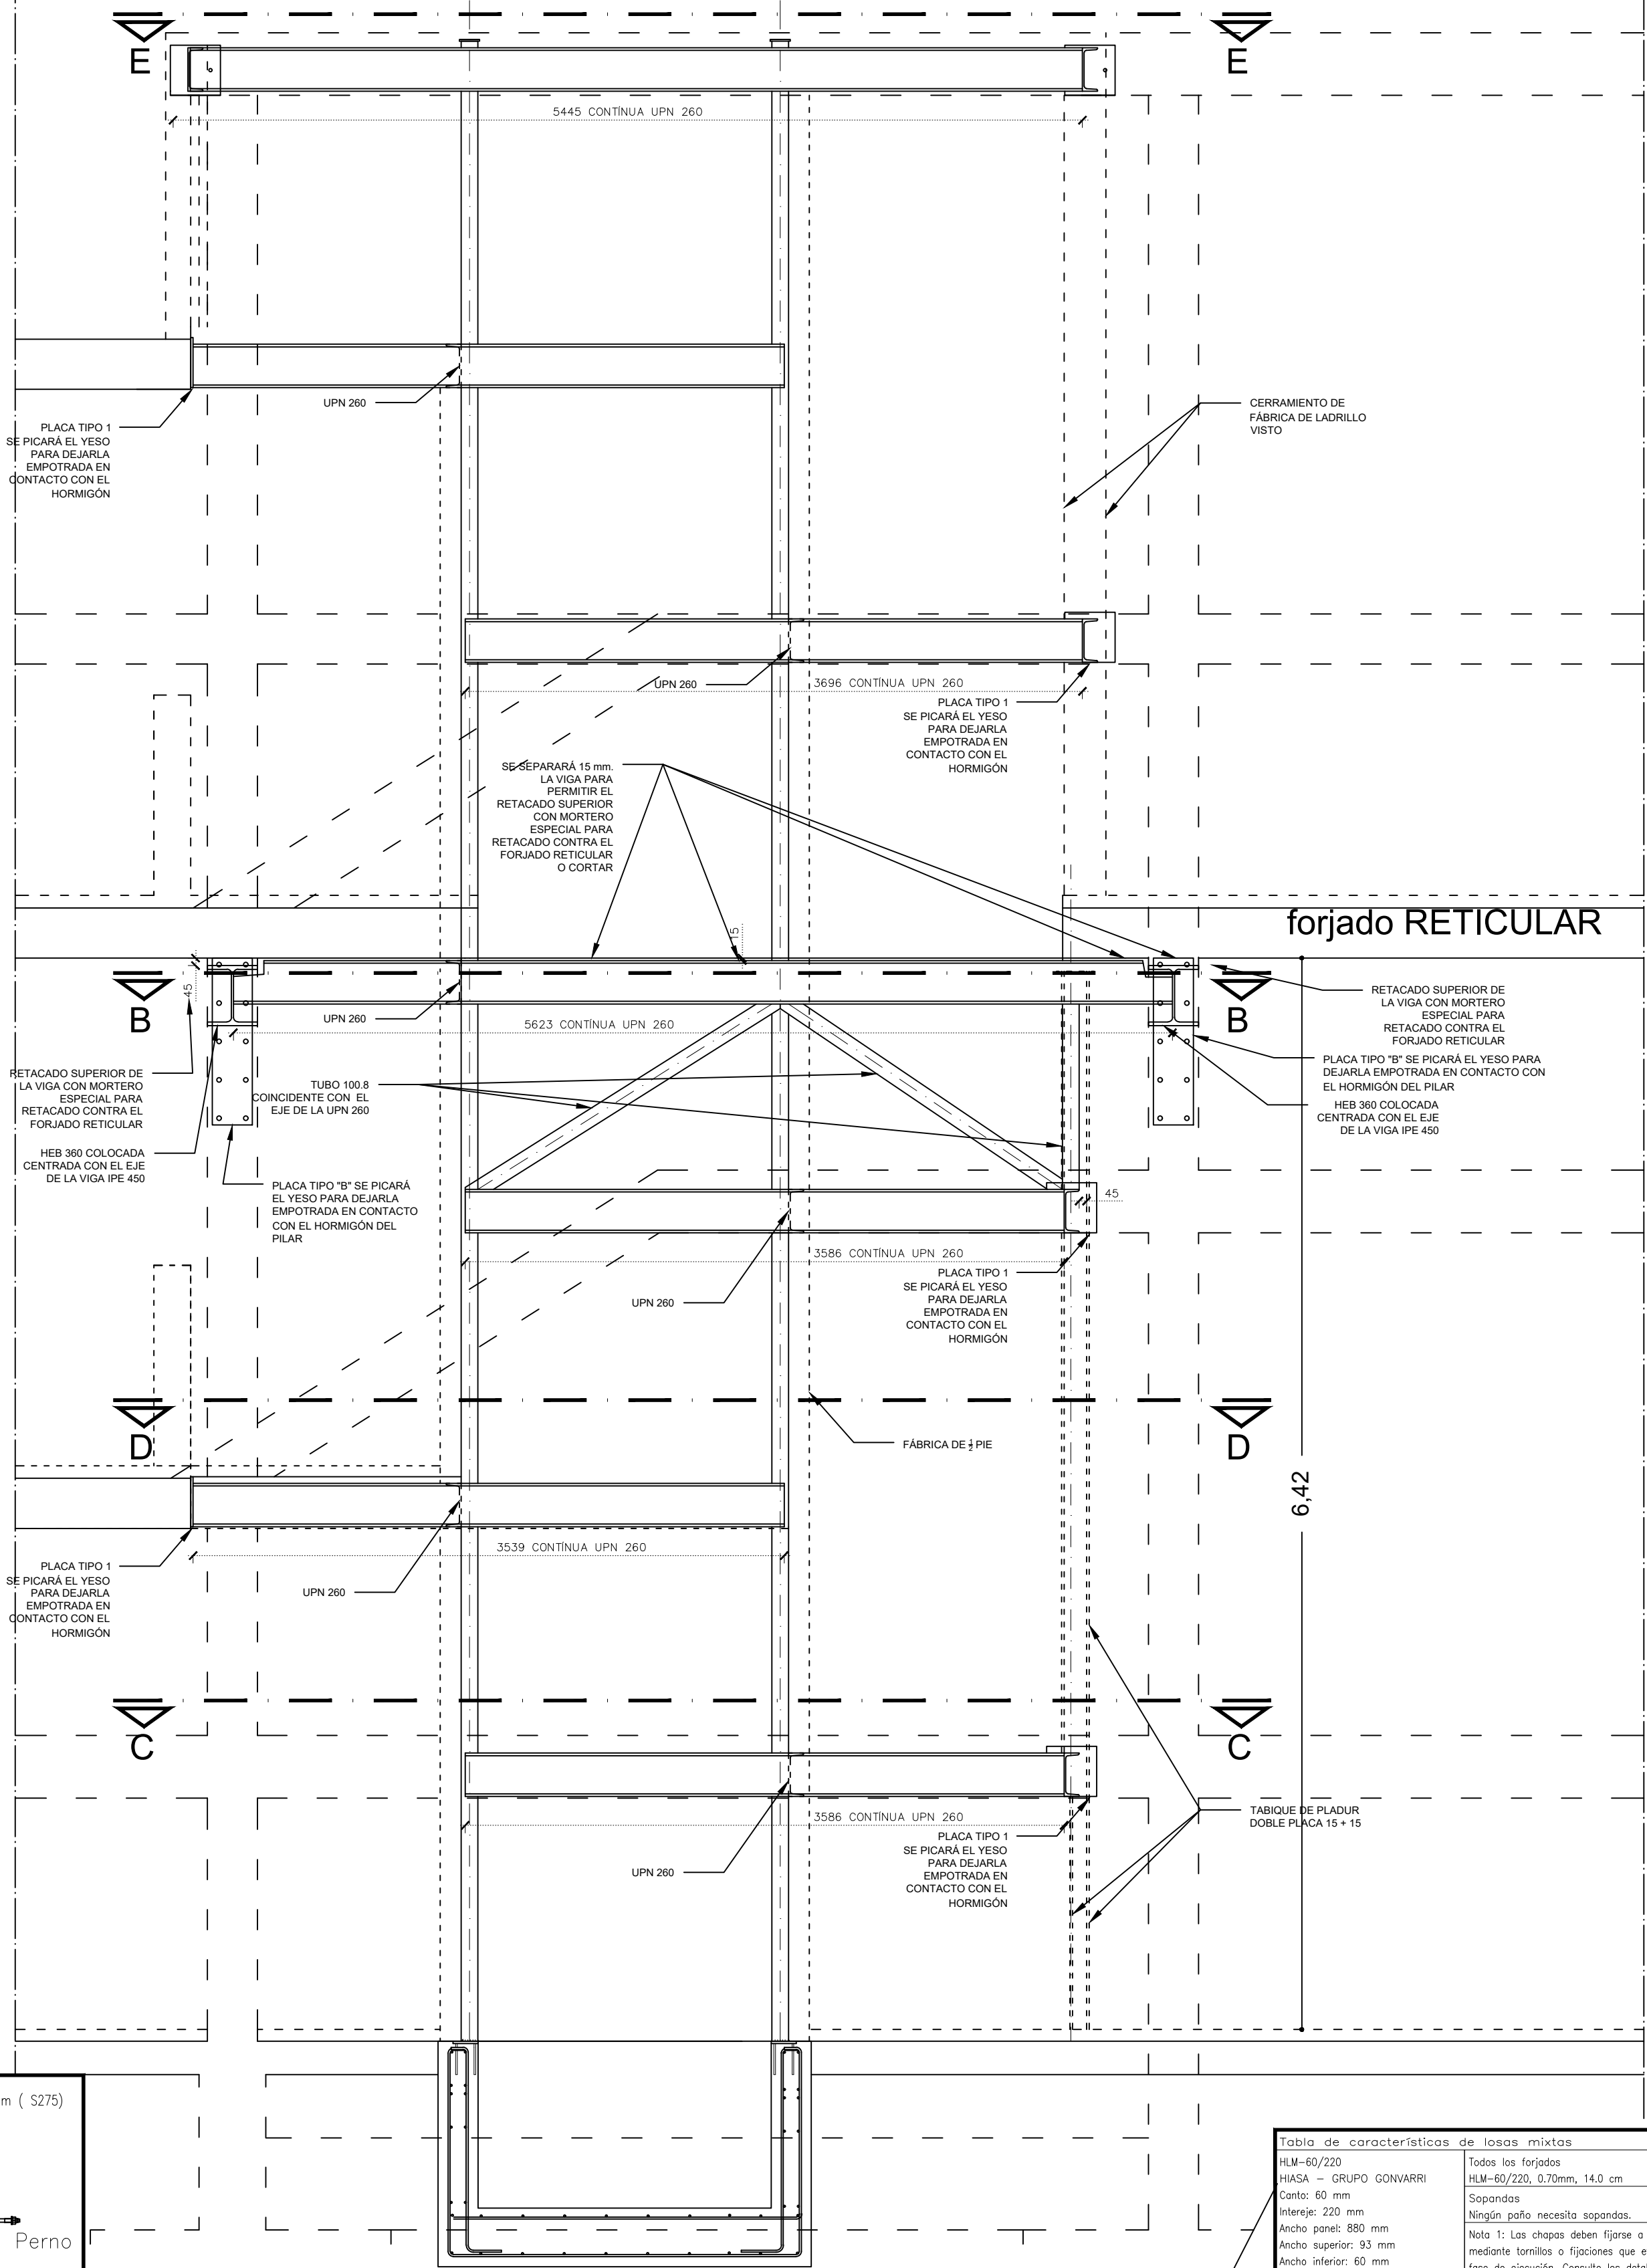 E
E
5445 CONTÍNUA UPN 260
UPN 260
PLACA TIPO 1
SE PICARÁ EL YESO
PARA DEJARLA
EMPOTRADA EN
CONTACTO CON EL
HORMIGÓN
CERRAMIENTO DE
FÁBRICA DE LADRILLO
VISTO
UPN 260
3696 CONTÍNUA UPN 260
PLACA TIPO 1
SE PICARÁ EL YESO
PARA DEJARLA
EMPOTRADA EN
CONTACTO CON EL
HORMIGÓN
SE SEPARARÁ 15 mm.
LA VIGA PARA
PERMITIR EL
RETACADO SUPERIOR
CON MORTERO
ESPECIAL PARA
RETACADO CONTRA EL
FORJADO RETICULAR
O CORTAR
forjado RETICULAR
15
45
B
B
UPN 260
5623 CONTÍNUA UPN 260
RETACADO SUPERIOR DE
LA VIGA CON MORTERO
ESPECIAL PARA
RETACADO CONTRA EL
FORJADO RETICULAR
PLACA TIPO "B" SE PICARÁ EL YESO PARA
DEJARLA EMPOTRADA EN CONTACTO CON
EL HORMIGÓN DEL PILAR
HEB 360 COLOCADA
CENTRADA CON EL EJE
DE LA VIGA IPE 450
RETACADO SUPERIOR DE
LA VIGA CON MORTERO
ESPECIAL PARA
RETACADO CONTRA EL
FORJADO RETICULAR
TUBO 100.8
COINCIDENTE CON EL
EJE DE LA UPN 260
HEB 360 COLOCADA
CENTRADA CON EL EJE
DE LA VIGA IPE 450
PLACA TIPO "B" SE PICARÁ
EL YESO PARA DEJARLA
EMPOTRADA EN CONTACTO
CON EL HORMIGÓN DEL
PILAR
45
3586 CONTÍNUA UPN 260
UPN 260
PLACA TIPO 1
SE PICARÁ EL YESO
PARA DEJARLA
EMPOTRADA EN
CONTACTO CON EL
HORMIGÓN
D
D
FÁBRICA DE ½ PIE
6,42
3539 CONTÍNUA UPN 260
PLACA TIPO 1
SE PICARÁ EL YESO
PARA DEJARLA
EMPOTRADA EN
CONTACTO CON EL
HORMIGÓN
UPN 260
C
C
3586 CONTÍNUA UPN 260
TABIQUE DE PLADUR
DOBLE PLACA 15 + 15
PLACA TIPO 1
SE PICARÁ EL YESO
PARA DEJARLA
EMPOTRADA EN
CONTACTO CON EL
HORMIGÓN
UPN 260
m ( S275)
Perno
Tabla de características de losas mixtas
HLM-60/220
HIASA - GRUPO GONVARRI
Canto: 60 mm
Intereje: 220 mm
Ancho panel: 880 mm
Ancho superior: 93 mm
Ancho inferior: 60 mm
Todos los forjados
HLM-60/220, 0.70mm, 14.0 cm
Sopandas
Ningún paño necesita sopandas.
Nota 1: Las chapas deben fijarse a
mediante tornillos o fijaciones que